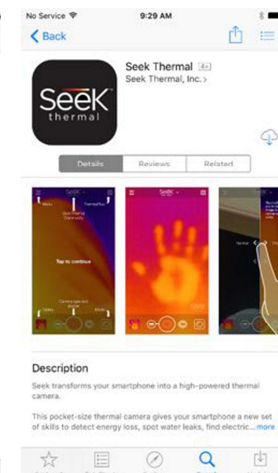 No Service 9:29 AM
Back
Seek Thermal 4+
Seek Thermal, Inc. >
Seek
thermal
Details Reviews Related
Tap to continue
Description
Seek transforms your smartphone into a high-powered thermal
camera.
This pocket-size thermal camera gives your smartphone a new set
of skills to detect energy loss, spot water leaks, find electric...more